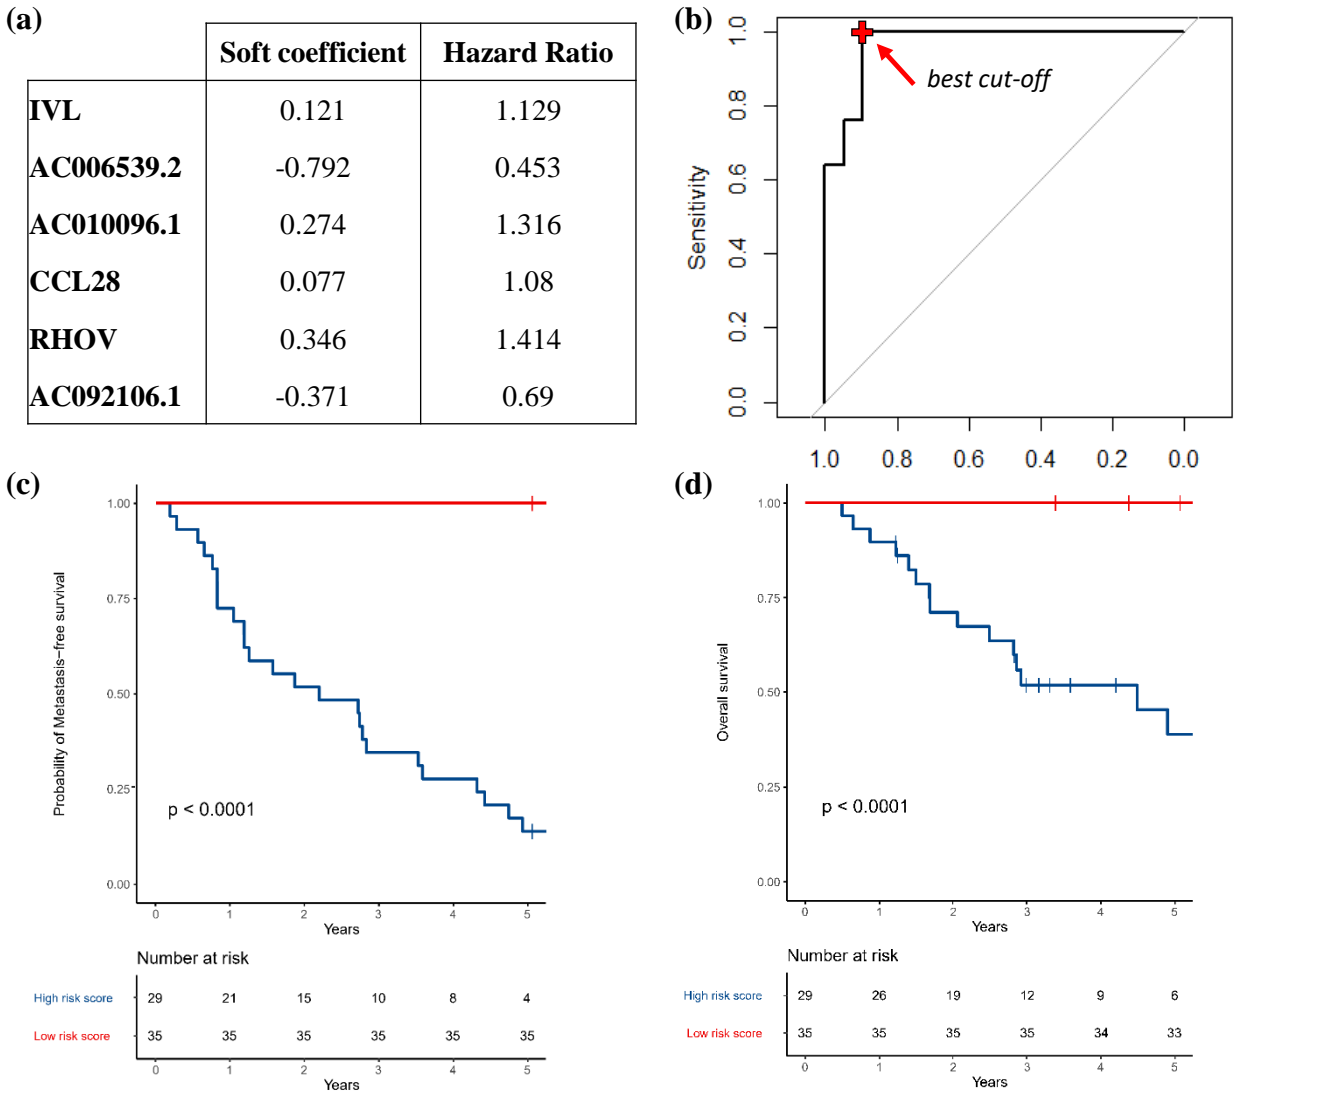 (a)
Soft coefficient Hazard Ratio
IVL 0.121 1.129
AC006539.2 -0.792 0.453
AC010096.1 0.274 1.316
CCL28 0.077 1.08
RHOV 0.346 1.414
AC092106.1 -0.371 0.69
(b)
Sensitivity
1.0
0.8
0.6
0.4
0.2
0.0
best cut-off
1.0 0.8 0.6 0.4 0.2 0.0
(c)
Probability of Metastasis-free survival
1.00
0.75
0.50
0.25
0.00
p < 0.0001
0 1 2 3 4 5
Years
Number at risk
High risk score 29 21 15 10 8 4
Low risk score 35 35 35 35 35 35
0 1 2 3 4 5
Years
(d)
Overall survival
1.00
0.75
0.50
0.25
0.00
p < 0.0001
0 1 2 3 4 5
Years
Number at risk
High risk score 29 26 19 12 9 6
Low risk score 35 35 35 35 34 33
0 1 2 3 4 5
Years